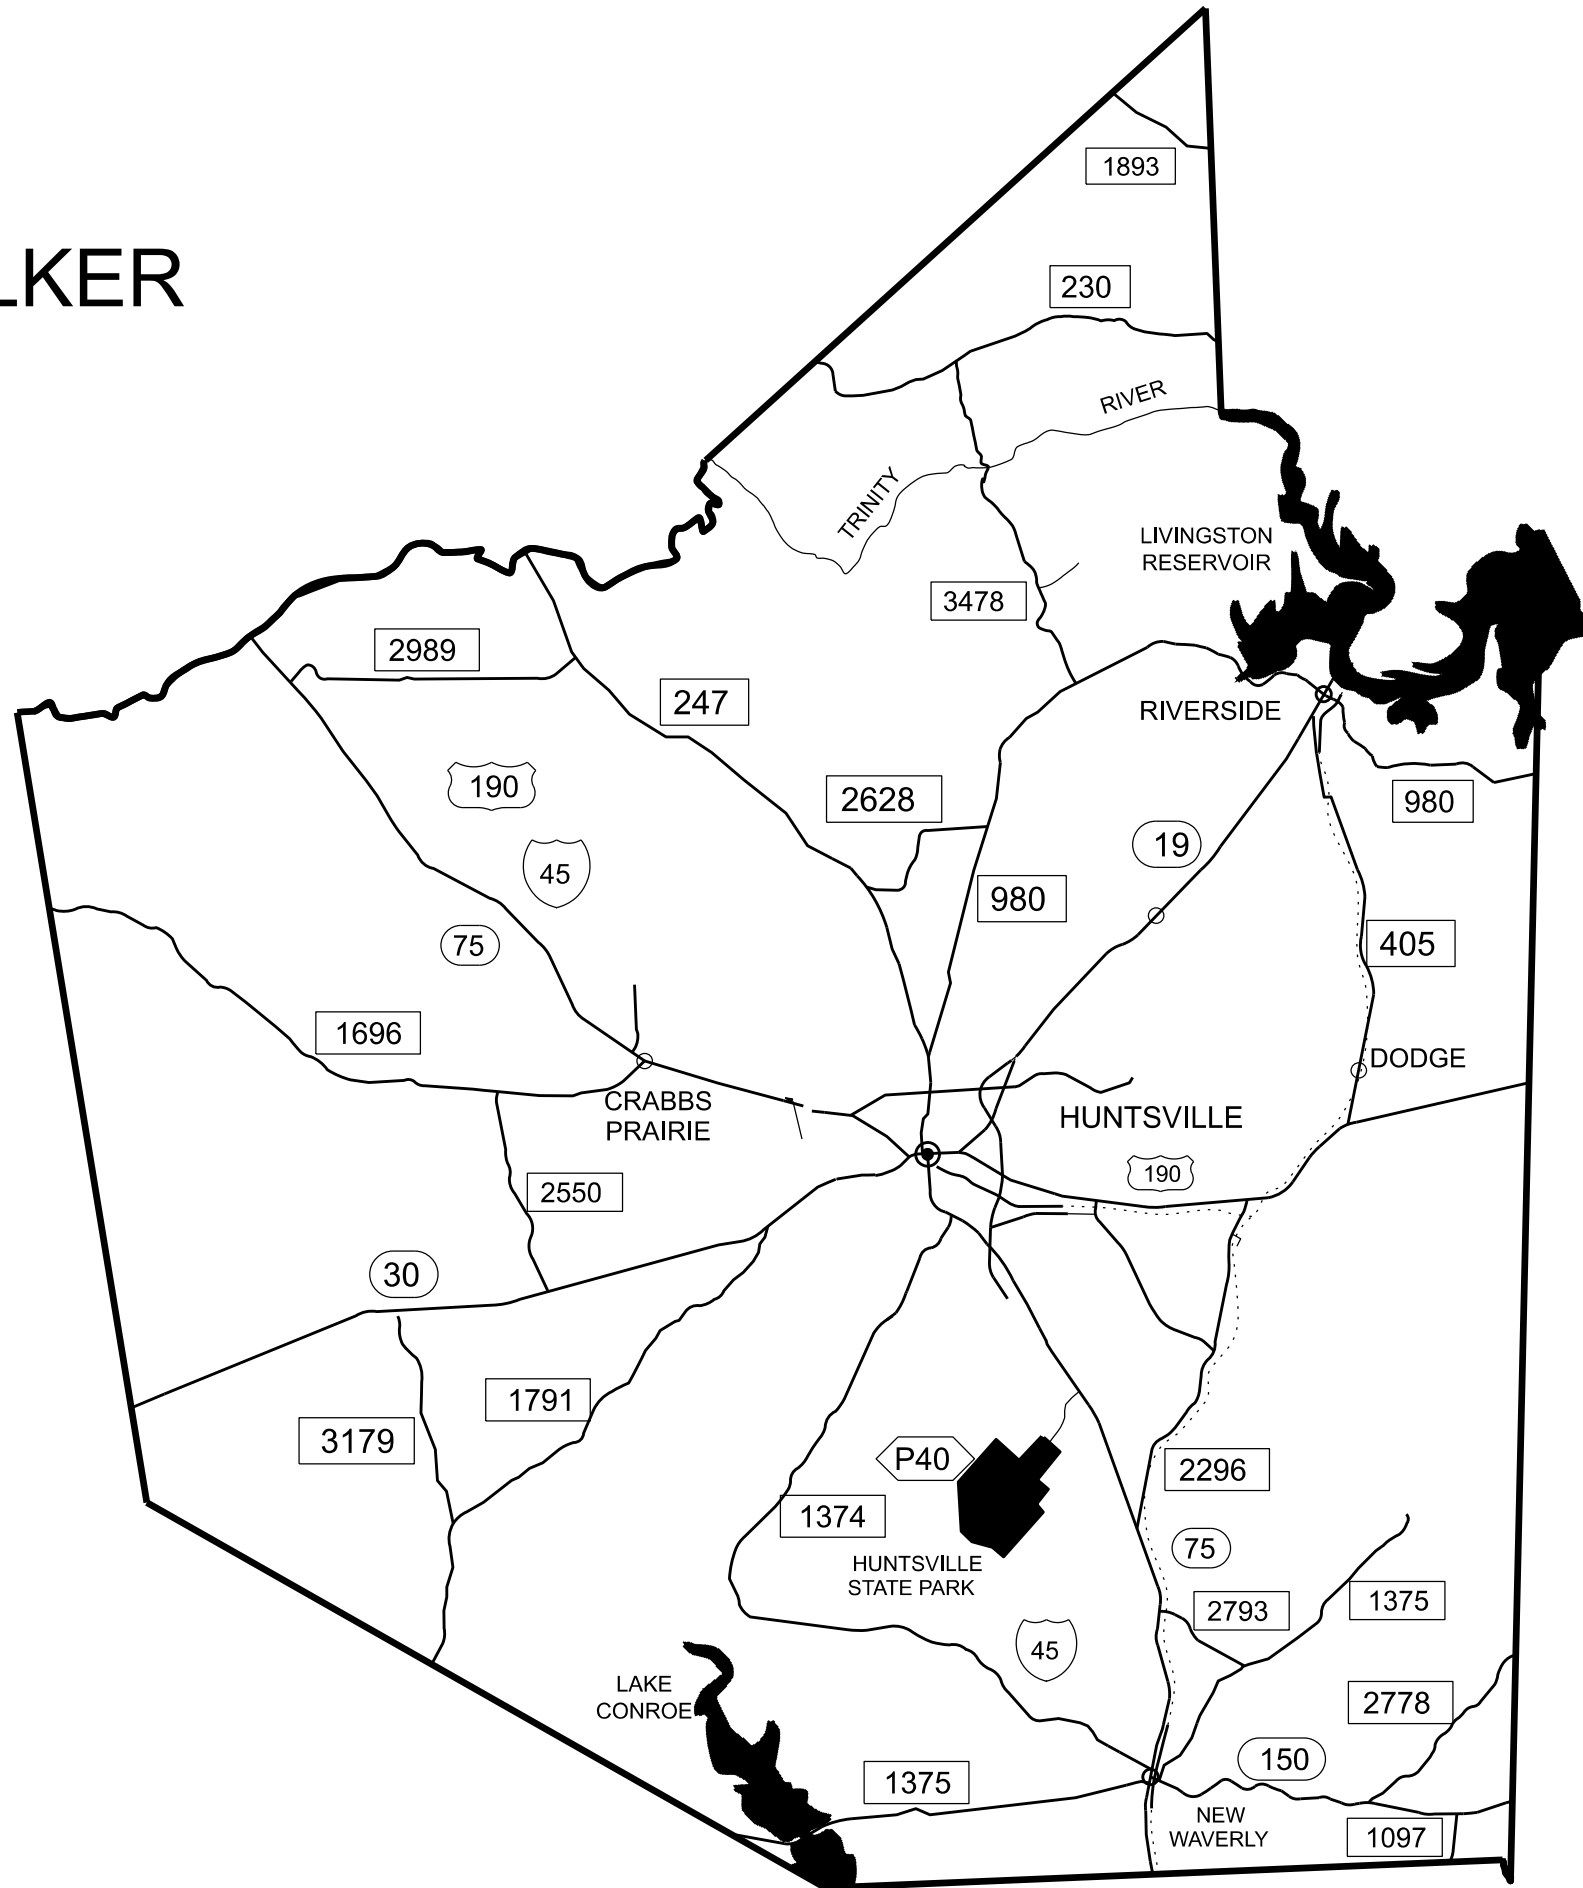 LKER
1893
230
RIVER
TRINITY
LIVINGSTON
RESERVOIR
3478
2989
247
RIVERSIDE
190
2628
980
19
45
980
75
405
1696
DODGE
CRABBS
PRAIRIE
HUNTSVILLE
190
2550
30
1791
3179
P40
2296
1374
75
HUNTSVILLE
STATE PARK
2793
1375
45
LAKE
CONROE
2778
150
1375
NEW
WAVERLY
1097